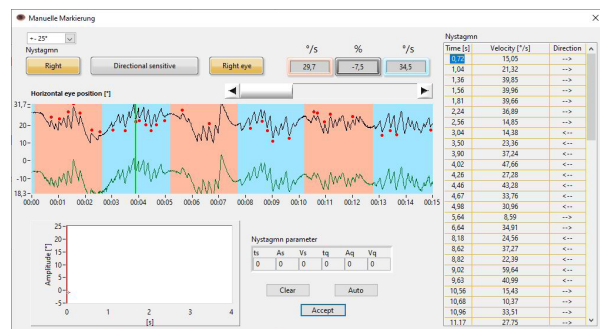 Manuelle Markierung
+- 25°
Nystagmn
Right Directional sensitive Right eye
°/s % °/s
29,7 -7,5 34,5
Horizontal eye position [°]
31,7
20
10
0
-10
-18,3
00:00 00:01 00:02 00:03 00:04 00:05 00:06 00:07 00:08 00:09 00:10 00:11 00:12 00:13 00:14 00:15
Amplitude [°]
25
20
15
10
5
0
-5
0 1 2 3 4
[s]
Nystagmn parameter
ts As Vs tq Aq Vq
0 0 0 0 0 0
Clear Auto
Accept
Nystagmn
Time [s] Velocity [°/s] Direction
0,72 15,05 -->
1,04 21,32 -->
1,36 39,85 -->
1,56 39,96 -->
1,81 39,66 -->
2,24 36,89 -->
2,56 14,85 -->
3,04 14,38 <--
3,50 23,36 <--
3,90 37,24 <--
4,02 47,66 <--
4,26 27,28 <--
4,46 43,28 <--
4,67 33,76 <--
4,98 30,96 <--
5,64 8,59 -->
6,64 34,91 -->
8,18 24,56 <--
8,62 37,27 <--
8,82 22,39 <--
9,02 59,64 <--
9,63 40,99 <--
10,56 15,43 -->
10,68 10,37 -->
10,96 33,51 -->
11,17 27,75 -->